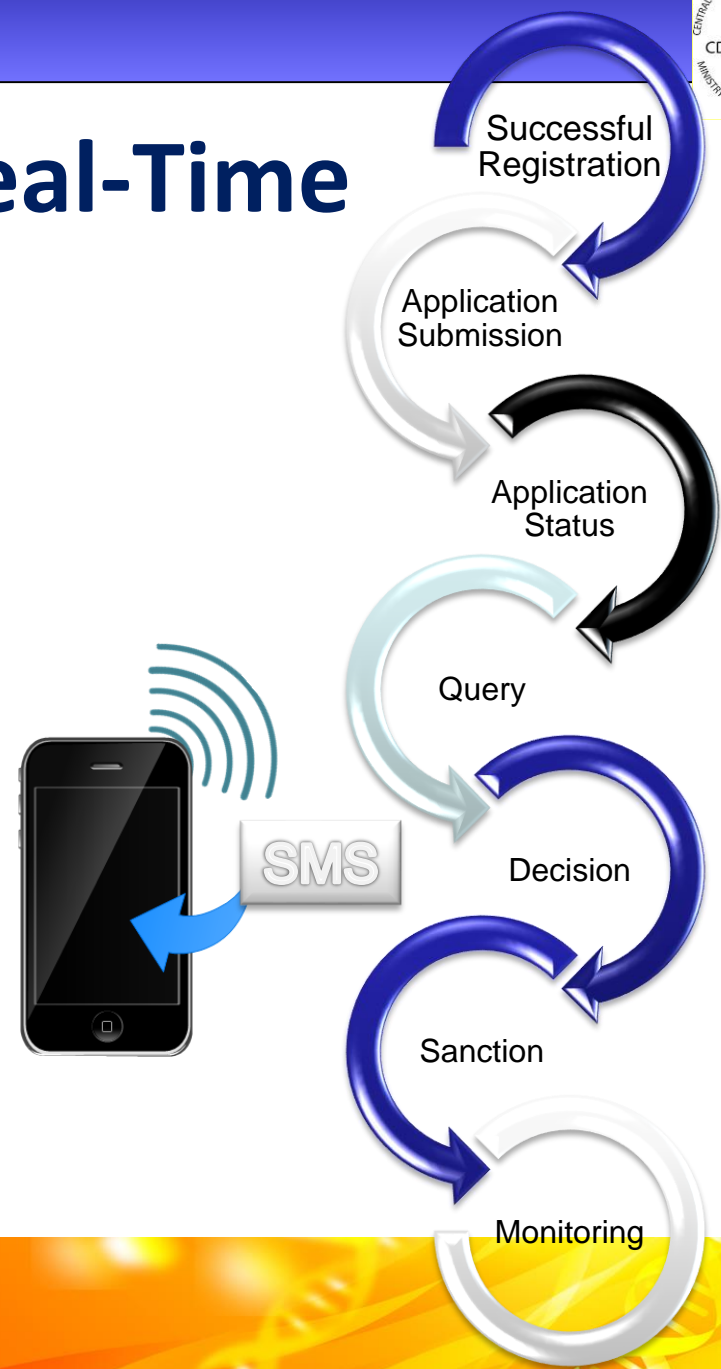 eal-Time
Successful
Registration
Application
Submission
Application
Status
Query
SMS
Decision
Sanction
Monitoring